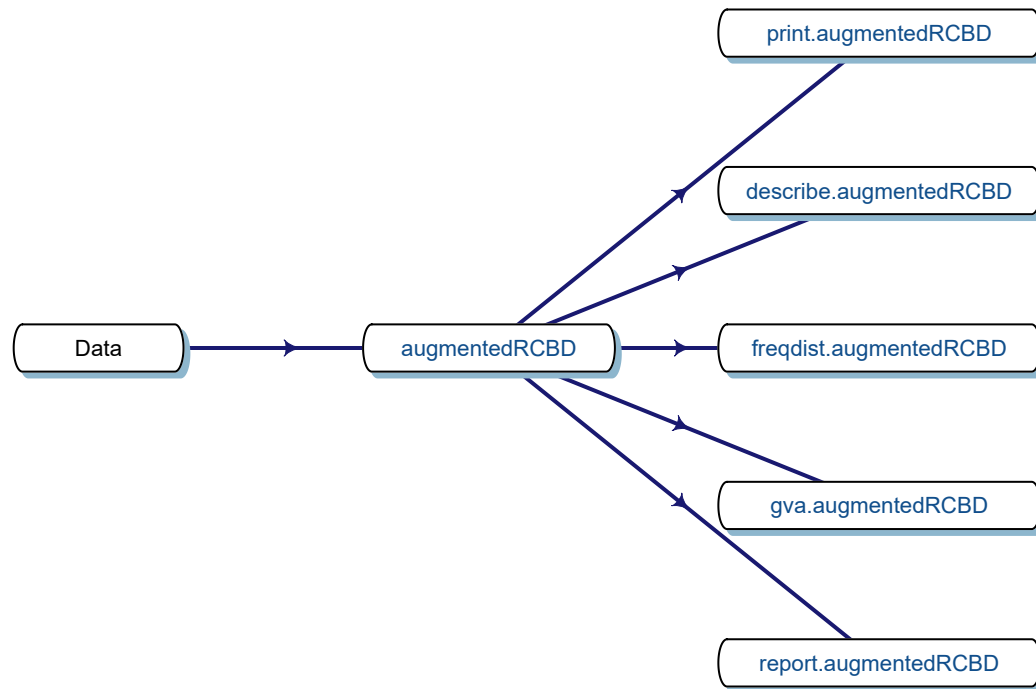 print.augmentedRCBD
describe.augmentedRCBD
Data
augmentedRCBD
freqdist.augmentedRCBD
gva.augmentedRCBD
report.augmentedRCBD